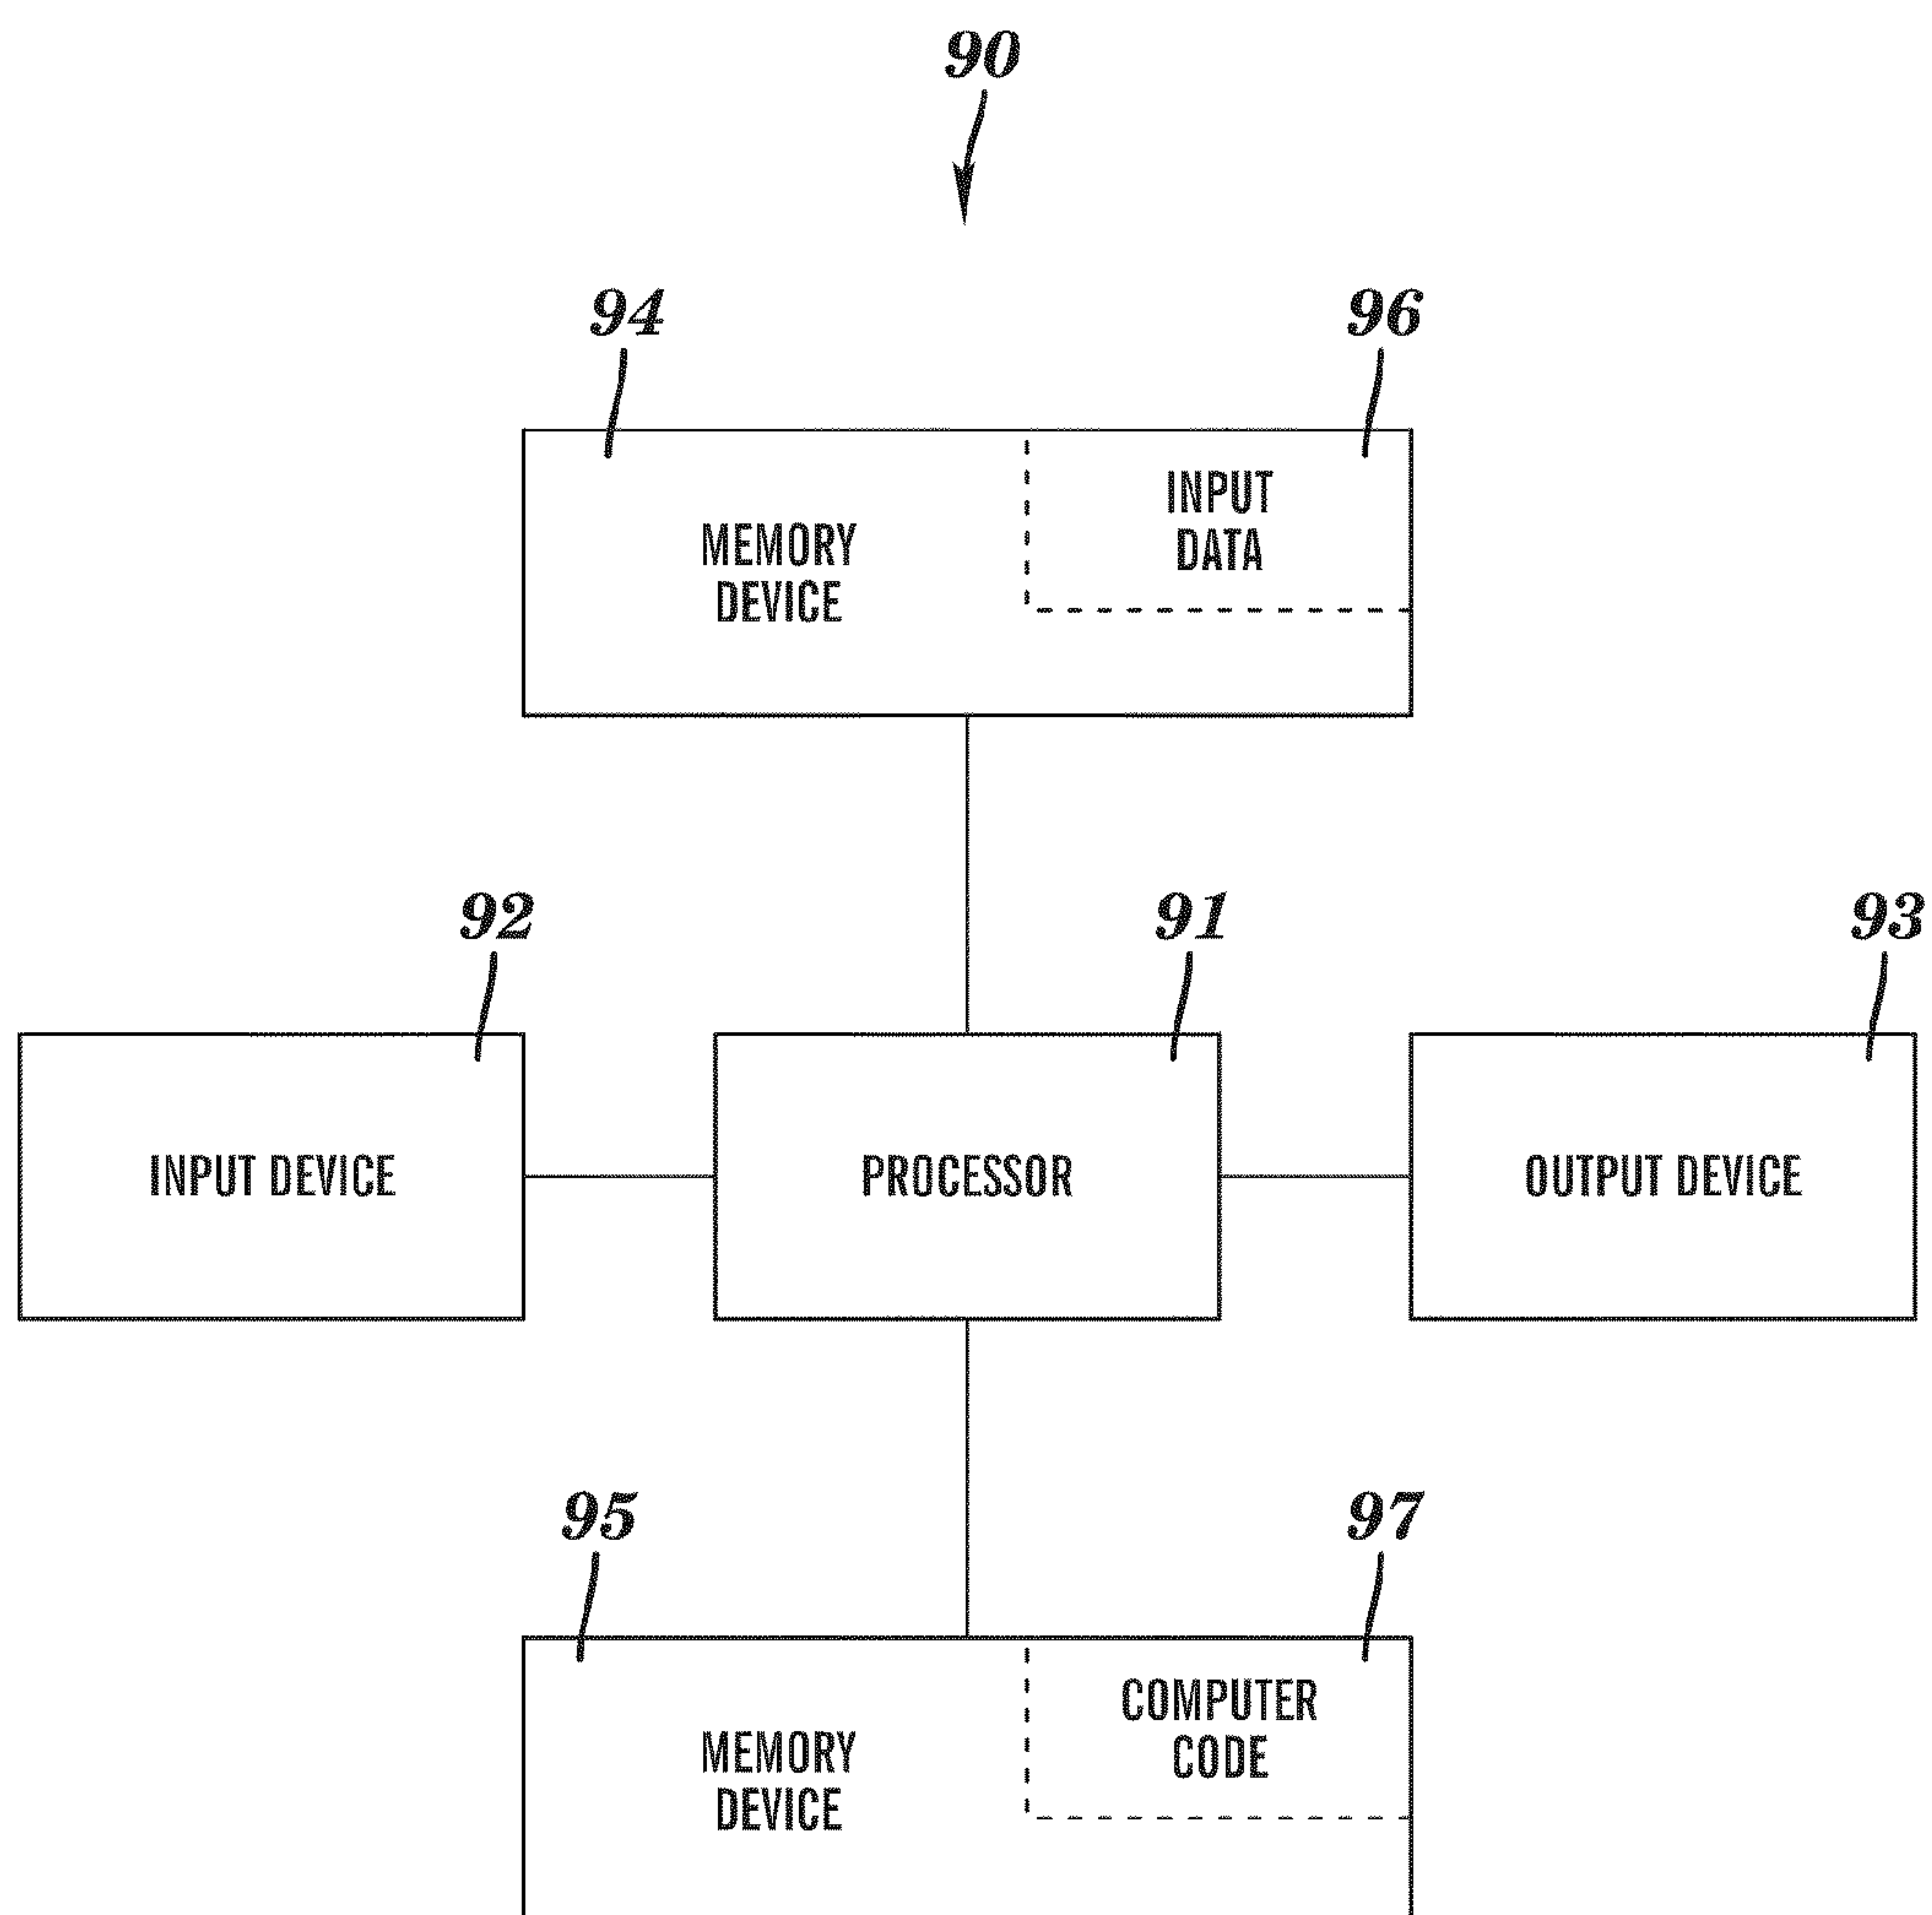 90
94
96
MEMORY
DEVICE
INPUT
DATA
92
91
93
INPUT DEVICE
PROCESSOR
OUTPUT DEVICE
95
97
MEMORY
DEVICE
COMPUTER
CODE